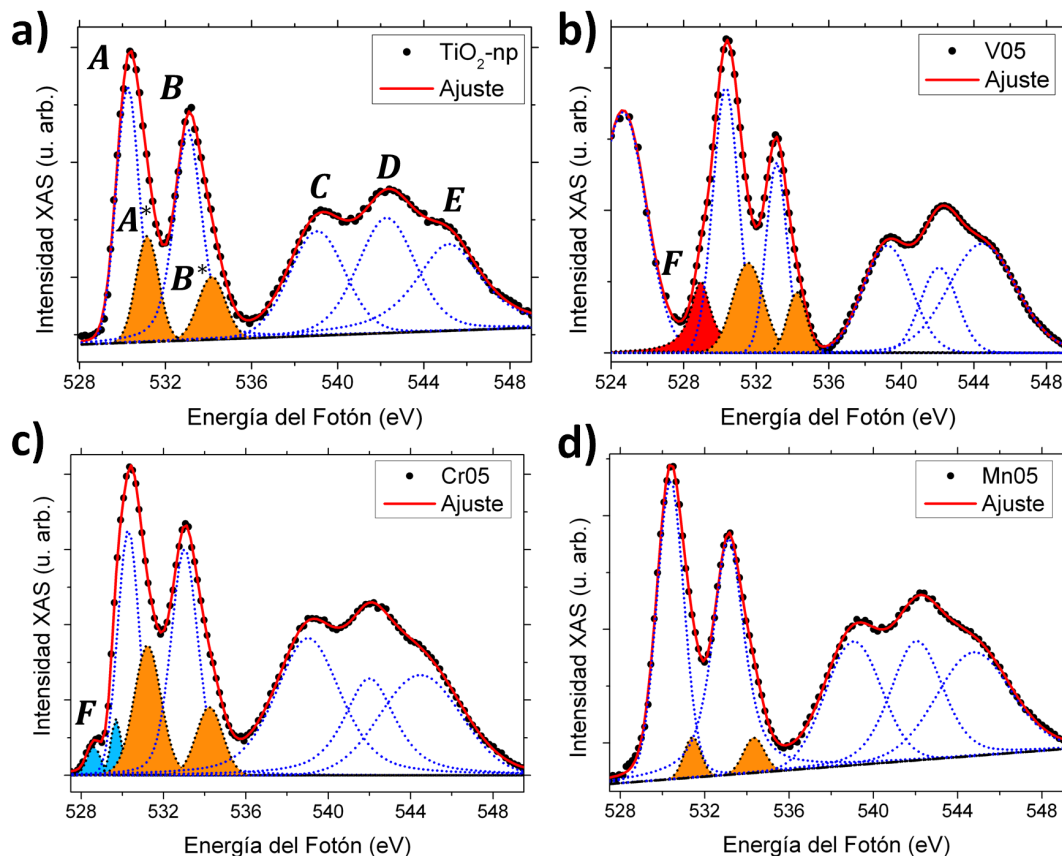 a)
A
B
A*
B*
C
D
E
TiO2-np
Ajuste
Intensidad XAS (u. arb.)
528 532 536 540 544 548
Energía del Fotón (eV)
b)
F
V05
Ajuste
Intensidad XAS (u. arb.)
524 528 532 536 540 544 548
Energía del Fotón (eV)
c)
F
Cr05
Ajuste
Intensidad XAS (u. arb.)
528 532 536 540 544 548
Energía del Fotón (eV)
d)
Mn05
Ajuste
Intensidad XAS (u. arb.)
528 532 536 540 544 548
Energía del Fotón (eV)